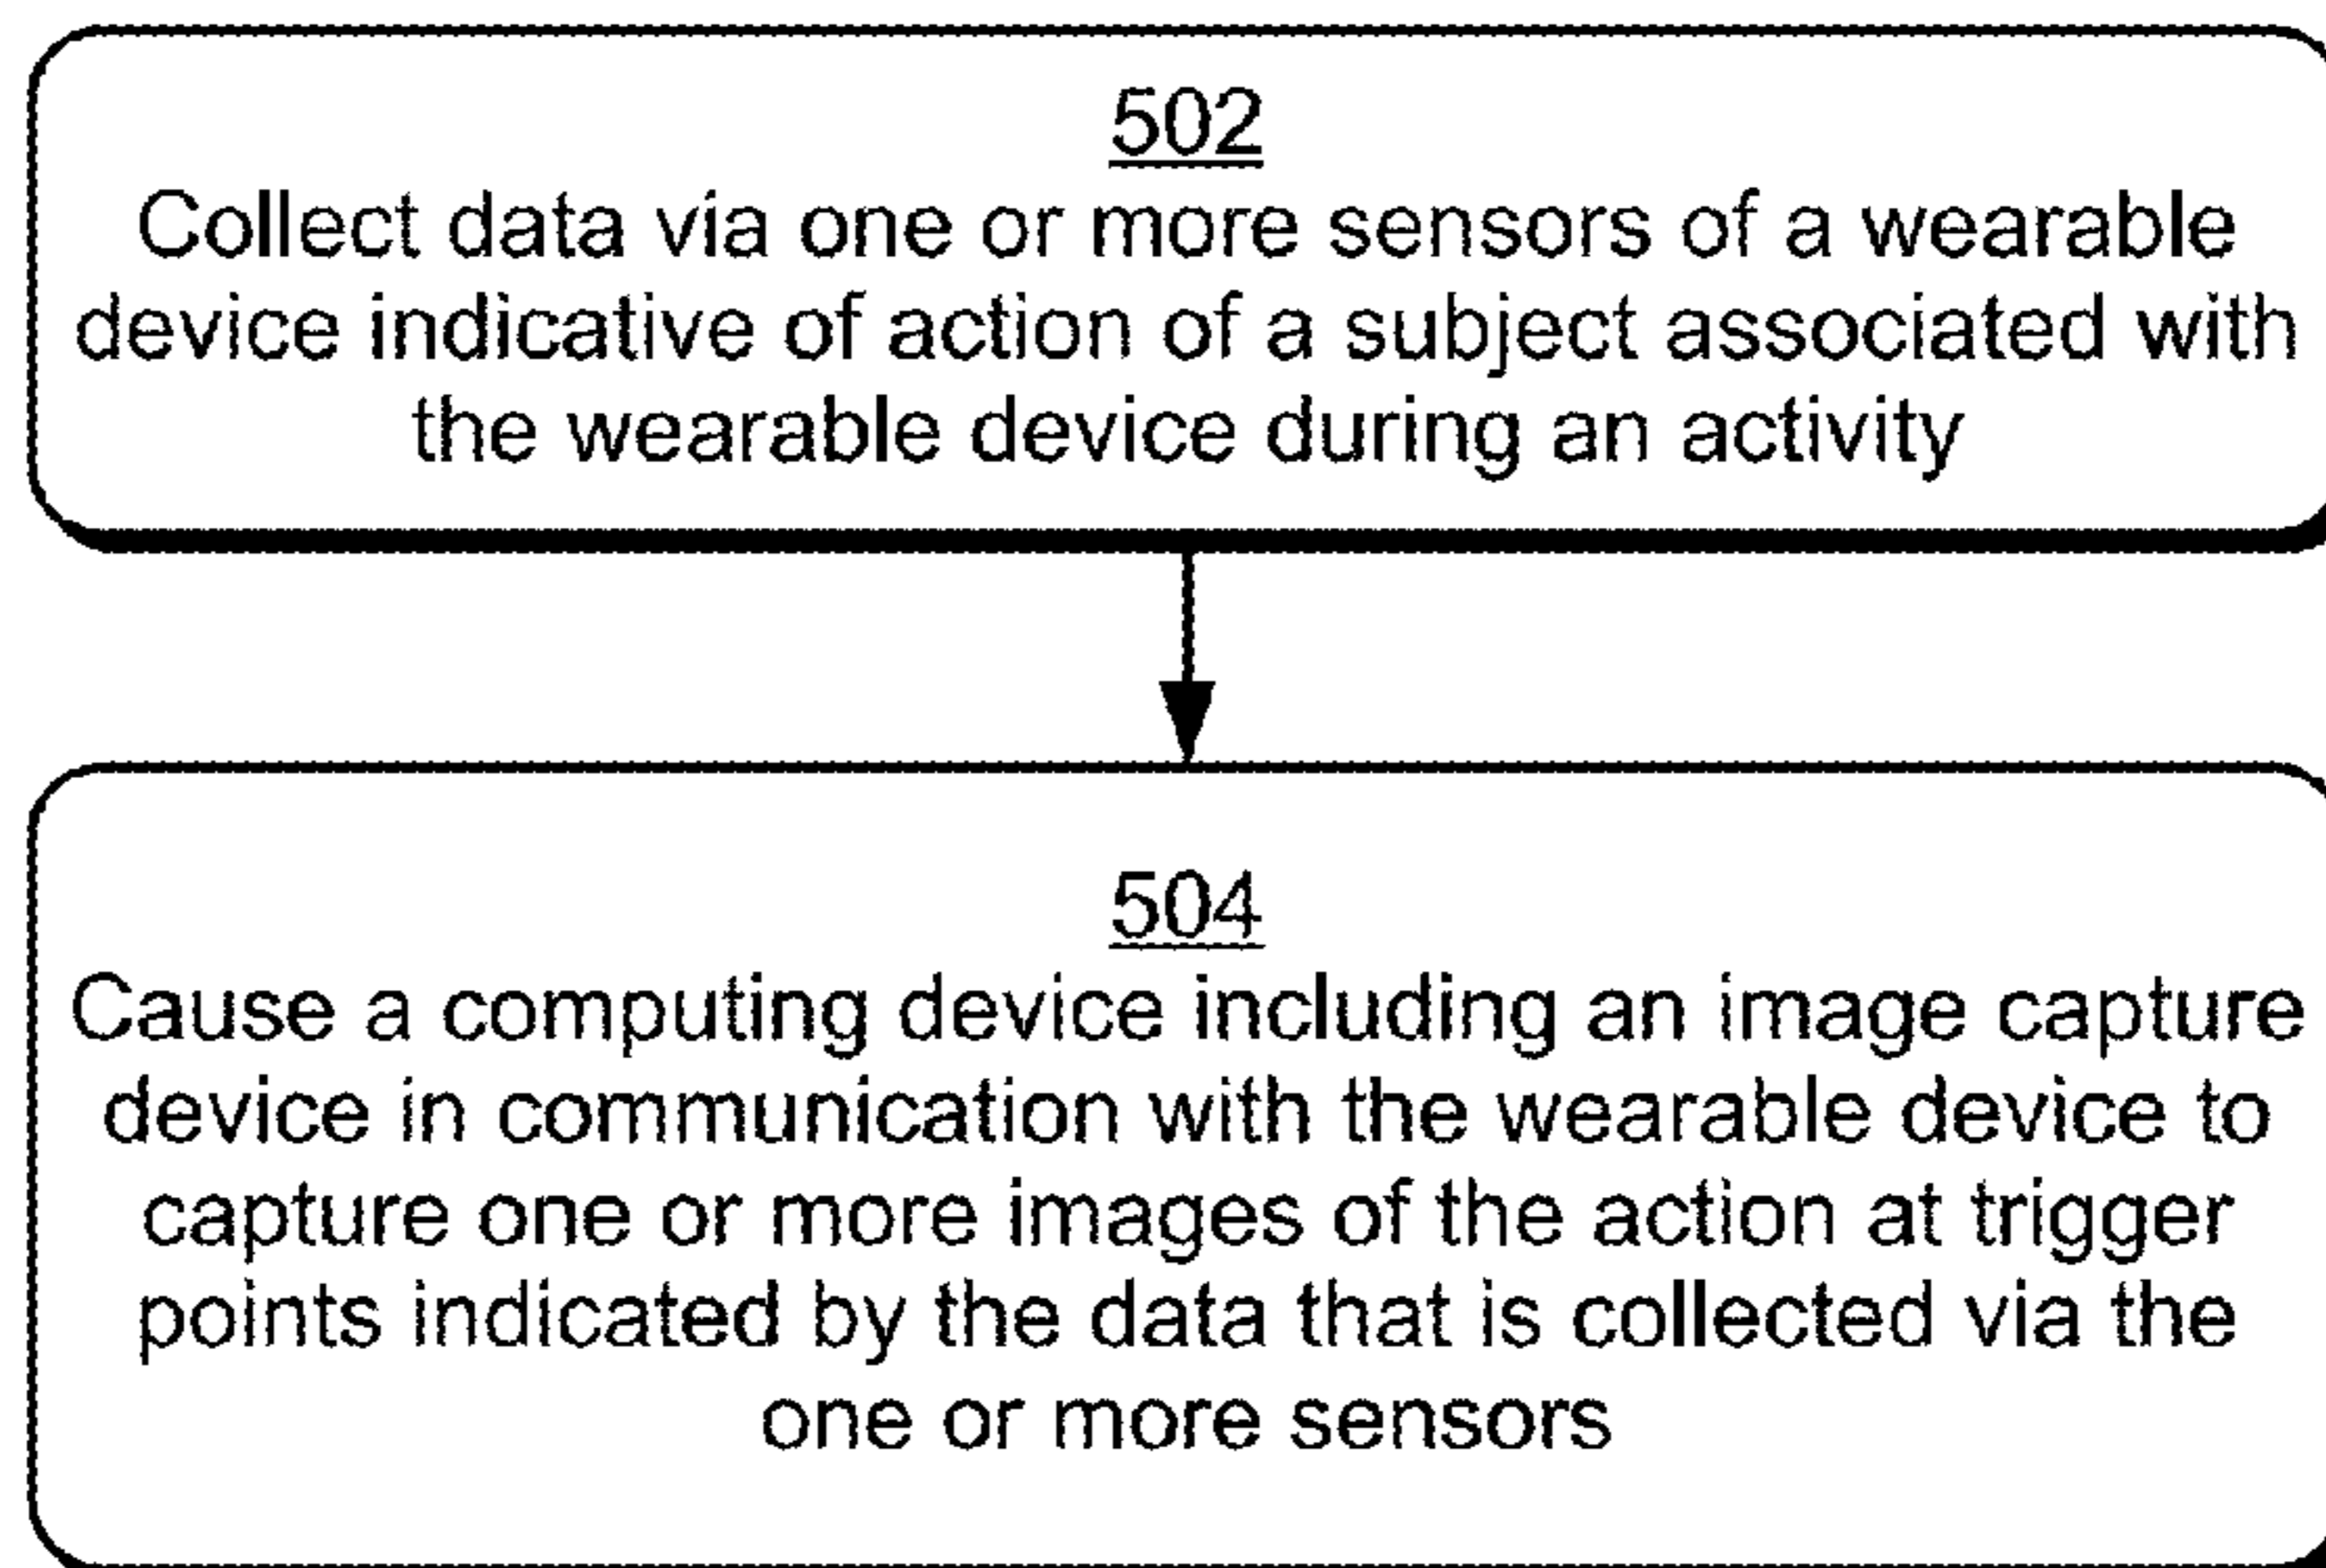 502
Collect data via one or more sensors of a wearable
device indicative of action of a subject associated with
the wearable device during an activity
504
Cause a computing device including an image capture
device in communication with the wearable device to
capture one or more images of the action at trigger
points indicated by the data that is collected via the
one or more sensors